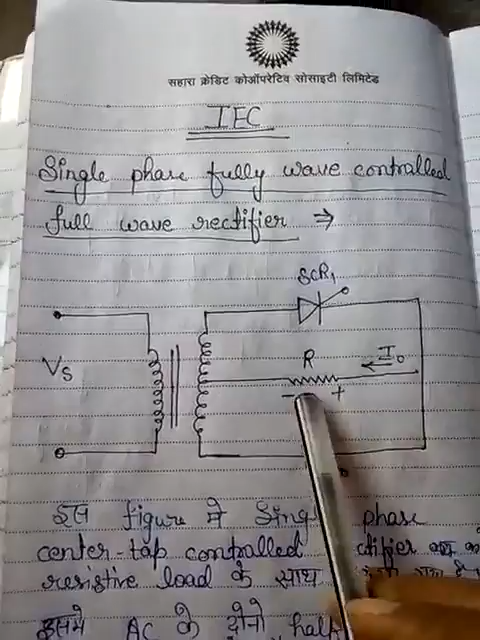 सहारा क्रेडिट कोऑपरेटिव सोसाइटी लिमिटेड
IEC
Single phase fully wave controlled
full wave rectifier ⇒
SCR₁
Vs
R
I₀
- +
इस figure मे phase
center-tap controlled
resistive load के साथ
इसमे AC के दोनो half